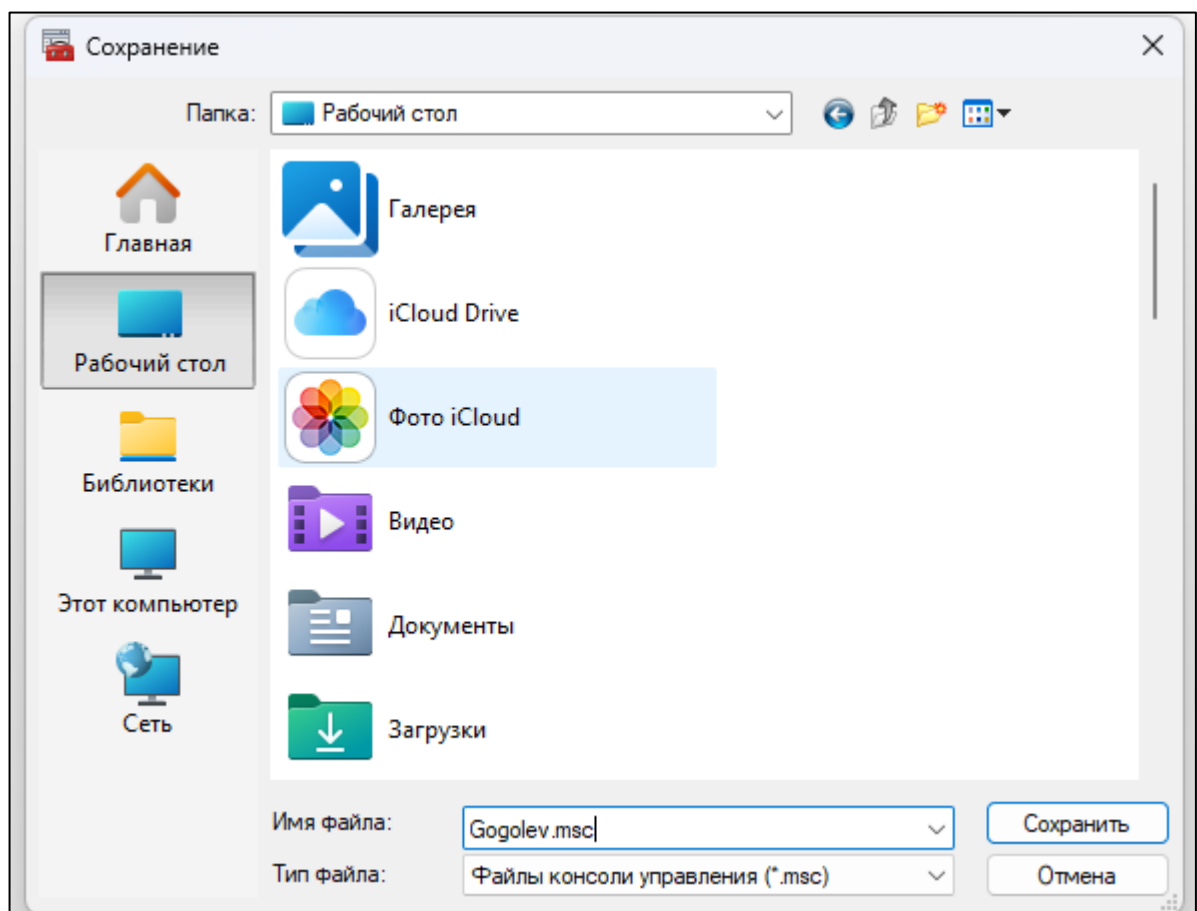 Сохранение
Папка:
Рабочий стол
Главная
Рабочий стол
Библиотеки
Этот компьютер
Сеть
Галерея
iCloud Drive
Фото iCloud
Видео
Документы
Загрузки
Имя файла:
Gogolev.msc
Сохранить
Тип файла:
Файлы консоли управления (*.msc)
Отмена